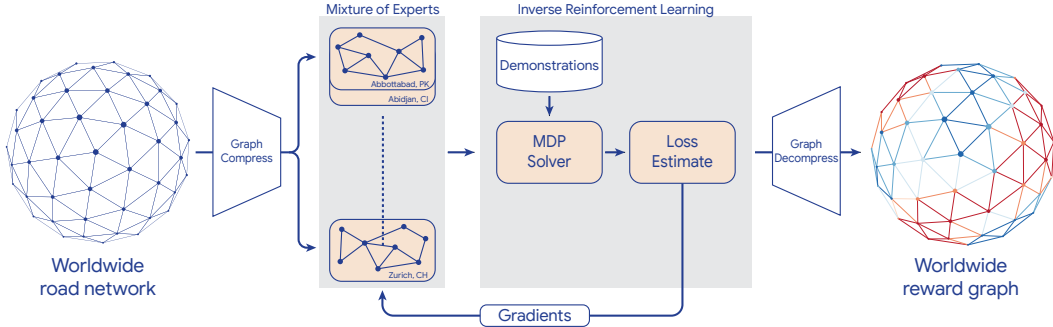 Mixture of Experts
Inverse Reinforcement Learning
Abbottabad, PK
Abidjan, CI
Demonstrations
Graph
Compress
MDP
Solver
Loss
Estimate
Graph
Decompress
Zurich, CH
Worldwide
road network
Worldwide
reward graph
Gradients